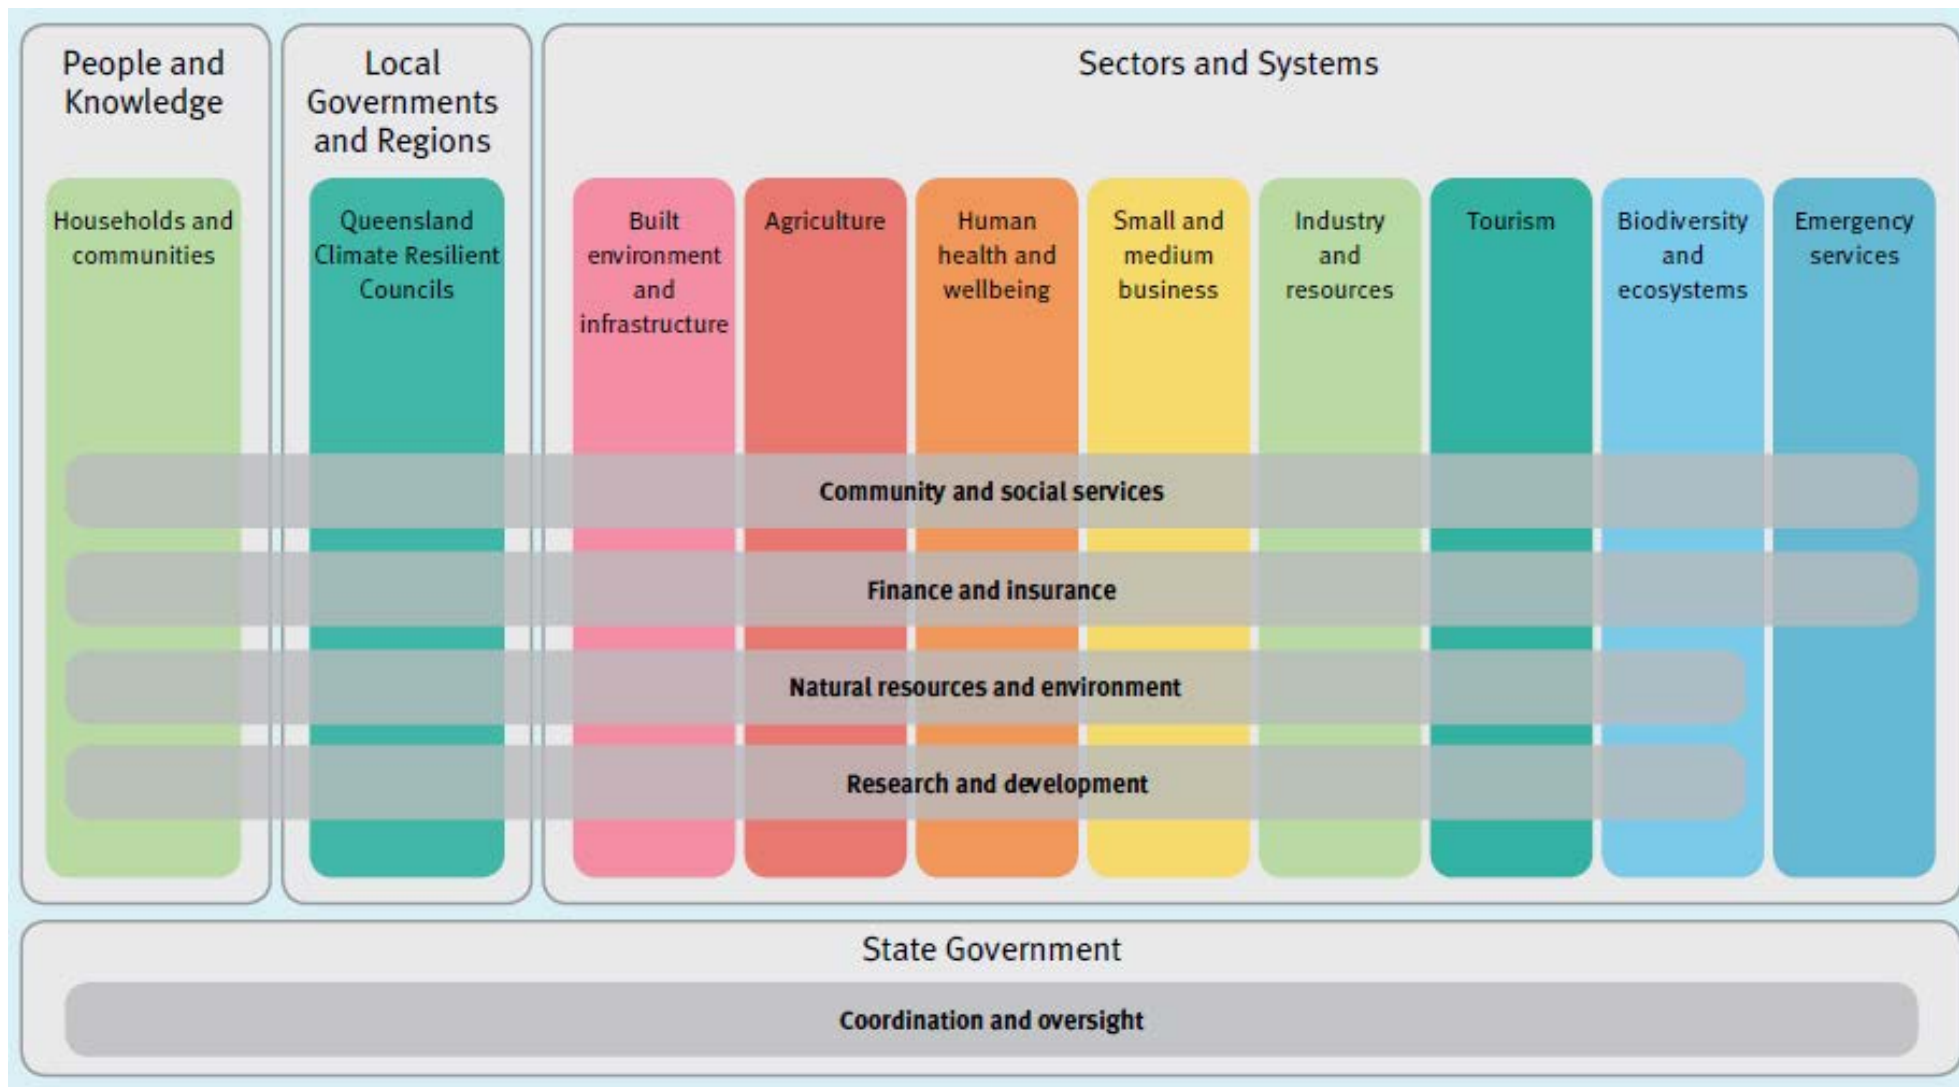 People and
Knowledge
Local
Governments
and Regions
Sectors and Systems
Households and
communities
Queensland
Climate Resilient
Councils
Built
environment
and
infrastructure
Agriculture
Human
health and
wellbeing
Small and
medium
business
Industry
and
resources
Tourism
Biodiversity
and
ecosystems
Emergency
services
Community and social services
Finance and insurance
Natural resources and environment
Research and development
State Government
Coordination and oversight